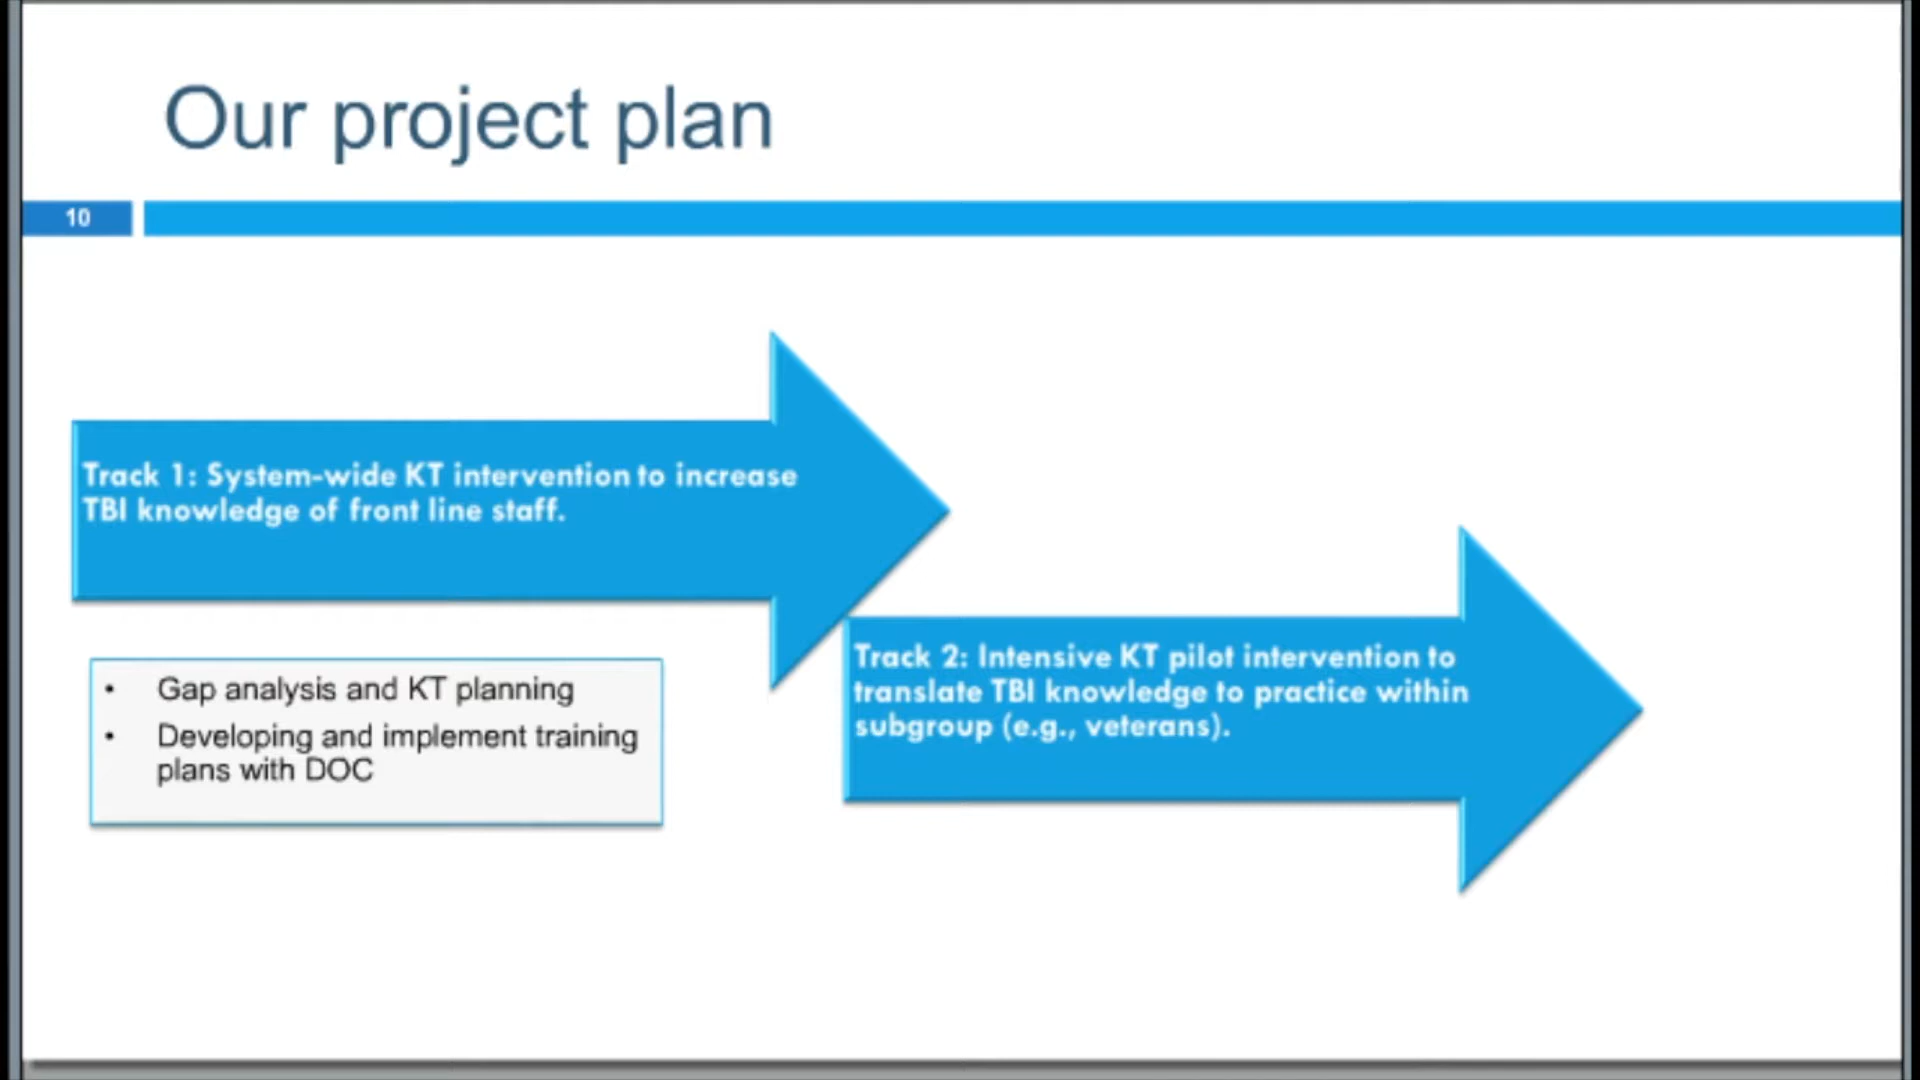 Our project plan
10
Track 1: System-wide KT intervention to increase
TBI knowledge of front line staff.
• Gap analysis and KT planning
• Developing and implement training
plans with DOC
Track 2: Intensive KT pilot intervention to
translate TBI knowledge to practice within
subgroup (e.g., veterans).